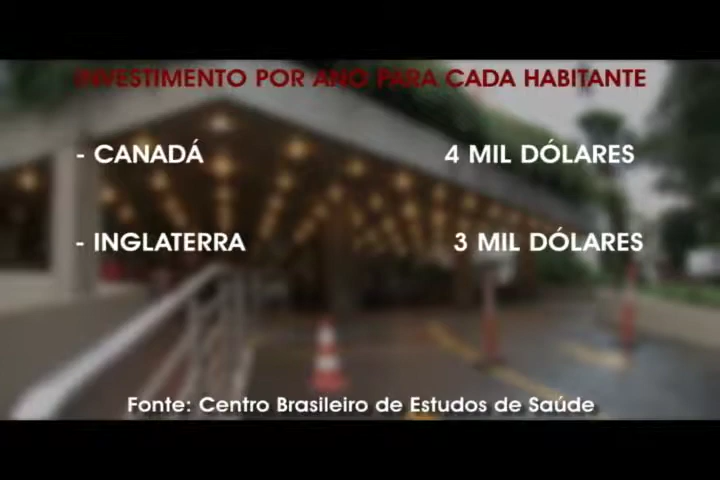 INVESTIMENTO POR ANO PARA CADA HABITANTE
- CANADÁ 4 MIL DÓLARES
- INGLATERRA 3 MIL DÓLARES
Fonte: Centro Brasileiro de Estudos de Saúde